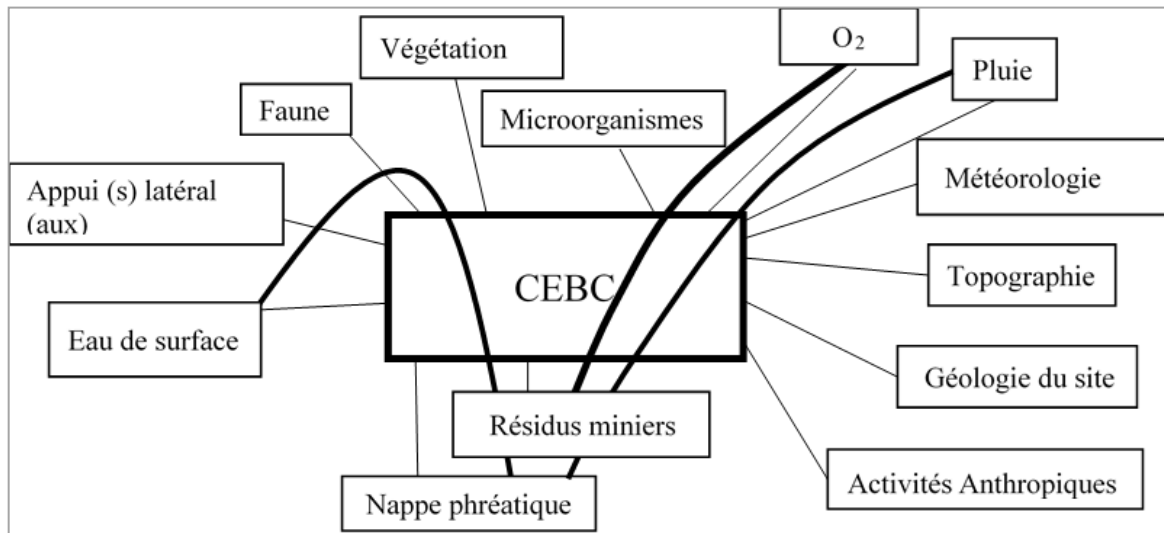 O₂
Végétation
Pluie
Faune
Microorganismes
Météorologie
Appui (s) latéral
(aux)
Topographie
CEBC
Eau de surface
Géologie du site
Résidus miniers
Activités Anthropiques
Nappe phréatique